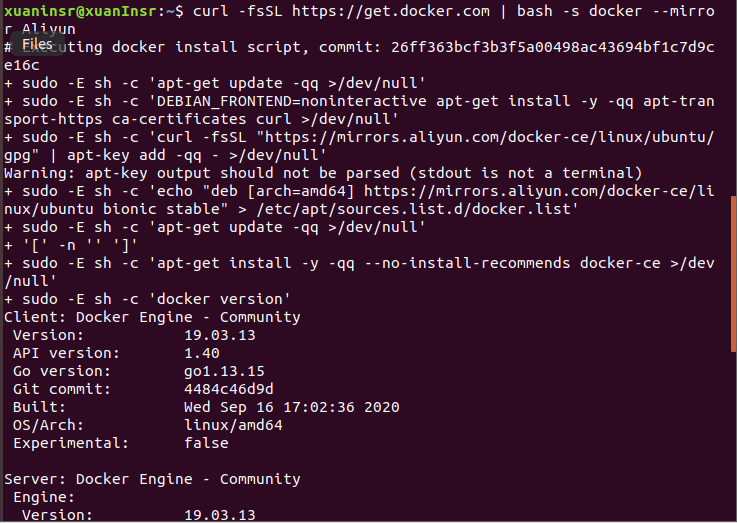 xuaninsr@xuanInsr:~$ curl -fsSL https://get.docker.com | bash -s docker --mirro
r Aliyun
# Executing docker install script, commit: 26ff363bcf3b3f5a00498ac43694bf1c7d9c
Files
e16c
+ sudo -E sh -c 'apt-get update -qq >/dev/null'
+ sudo -E sh -c 'DEBIAN_FRONTEND=noninteractive apt-get install -y -qq apt-tran
sport-https ca-certificates curl >/dev/null'
+ sudo -E sh -c 'curl -fsSL "https://mirrors.aliyun.com/docker-ce/linux/ubuntu/
gpg" | apt-key add -qq - >/dev/null'
Warning: apt-key output should not be parsed (stdout is not a terminal)
+ sudo -E sh -c 'echo "deb [arch=amd64] https://mirrors.aliyun.com/docker-ce/li
nux/ubuntu bionic stable" > /etc/apt/sources.list.d/docker.list'
+ sudo -E sh -c 'apt-get update -qq >/dev/null'
+ '[' -n '' ']'
+ sudo -E sh -c 'apt-get install -y -qq --no-install-recommends docker-ce >/dev
/null'
+ sudo -E sh -c 'docker version'
Client: Docker Engine - Community
Version: 19.03.13
API version: 1.40
Go version: go1.13.15
Git commit: 4484c46d9d
Built: Wed Sep 16 17:02:36 2020
OS/Arch: linux/amd64
Experimental: false
Server: Docker Engine - Community
Engine:
Version: 19.03.13